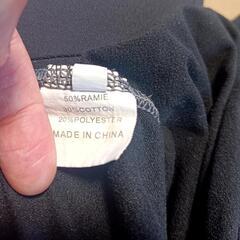 50%RAMIE
30%COTTON
20%POLYESTER
MADE IN CHINA